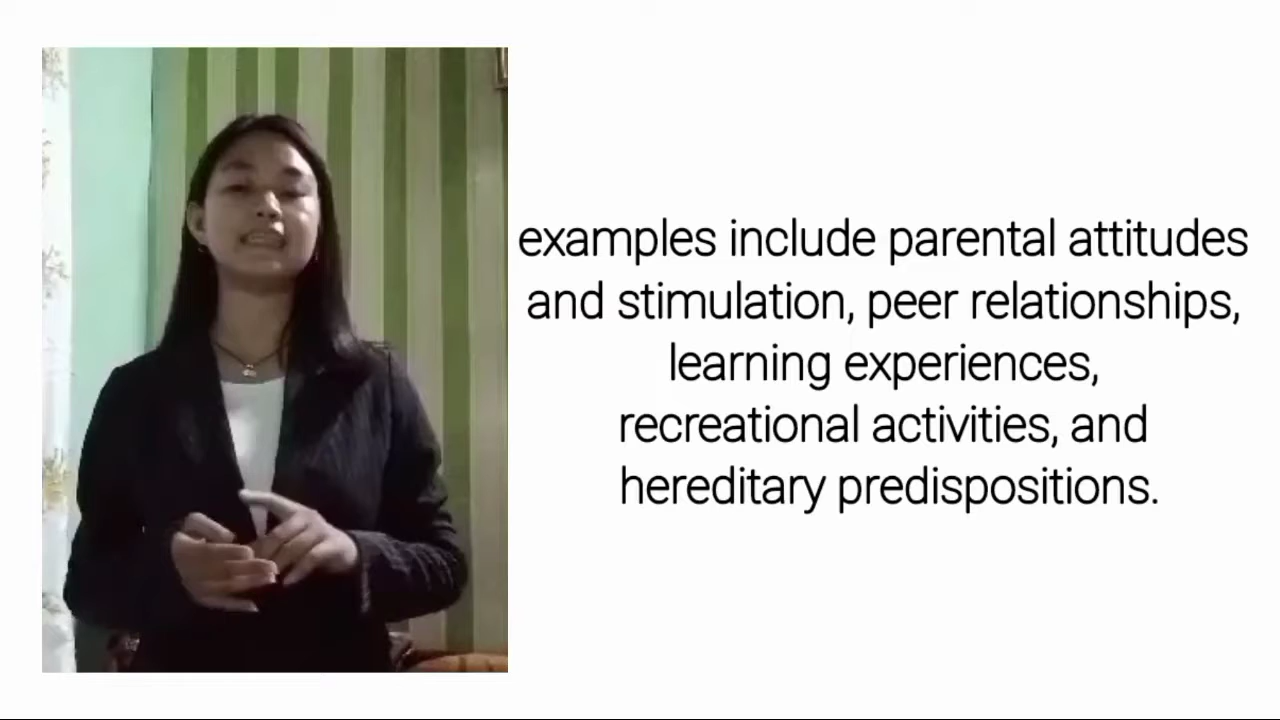 examples include parental attitudes
and stimulation, peer relationships,
learning experiences,
recreational activities, and
hereditary predispositions.